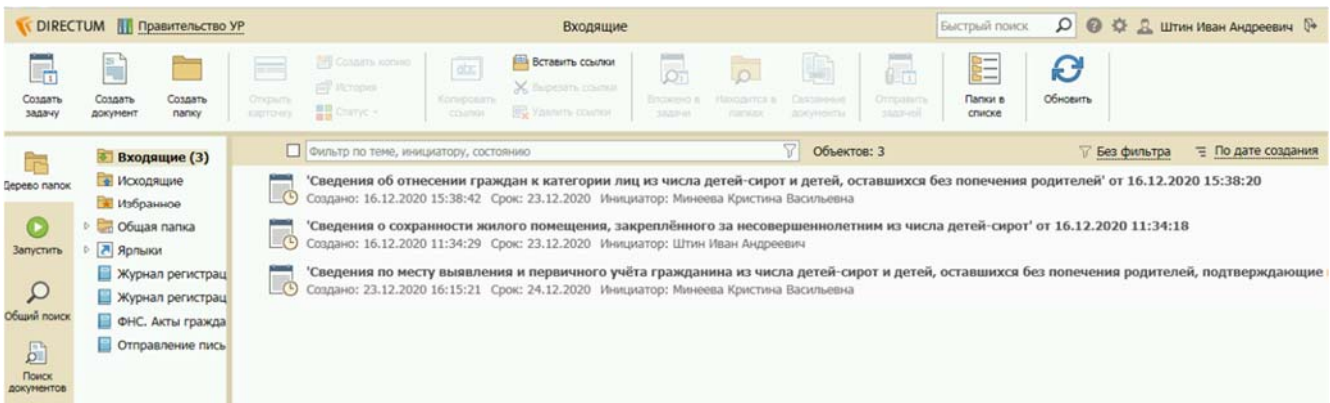 DIRECTUM Правительство УР Входящие Быстрый поиск Штин Иван Андреевич
Создать задачу
Создать документ
Создать папку
Открыть карточку
Создать копию
История
Статус
Копировать ссылки
Вставить ссылки
Вырезать ссылки
Удалить ссылки
Вложено в задачи
Находится в папках
Связанные документы
Отправить задачей
Папки в списке
Обновить
Дерево папок
Запустить
Общий поиск
Поиск документов
Входящие (3)
Исходящие
Избранное
Общая папка
Ярлыки
Журнал регистрац
Журнал регистрац
ФНС. Акты гражда
Отправление пись
Фильтр по теме, инициатору, состоянию Объектов: 3 Без фильтра По дате создания
'Сведения об отнесении граждан к категории лиц из числа детей-сирот и детей, оставшихся без попечения родителей' от 16.12.2020 15:38:20
Создано: 16.12.2020 15:38:42 Срок: 23.12.2020 Инициатор: Минеева Кристина Васильевна
'Сведения о сохранности жилого помещения, закреплённого за несовершеннолетним из числа детей-сирот' от 16.12.2020 11:34:18
Создано: 16.12.2020 11:34:29 Срок: 23.12.2020 Инициатор: Штин Иван Андреевич
'Сведения по месту выявления и первичного учёта гражданина из числа детей-сирот и детей, оставшихся без попечения родителей, подтверждающие
Создано: 23.12.2020 16:15:21 Срок: 24.12.2020 Инициатор: Минеева Кристина Васильевна